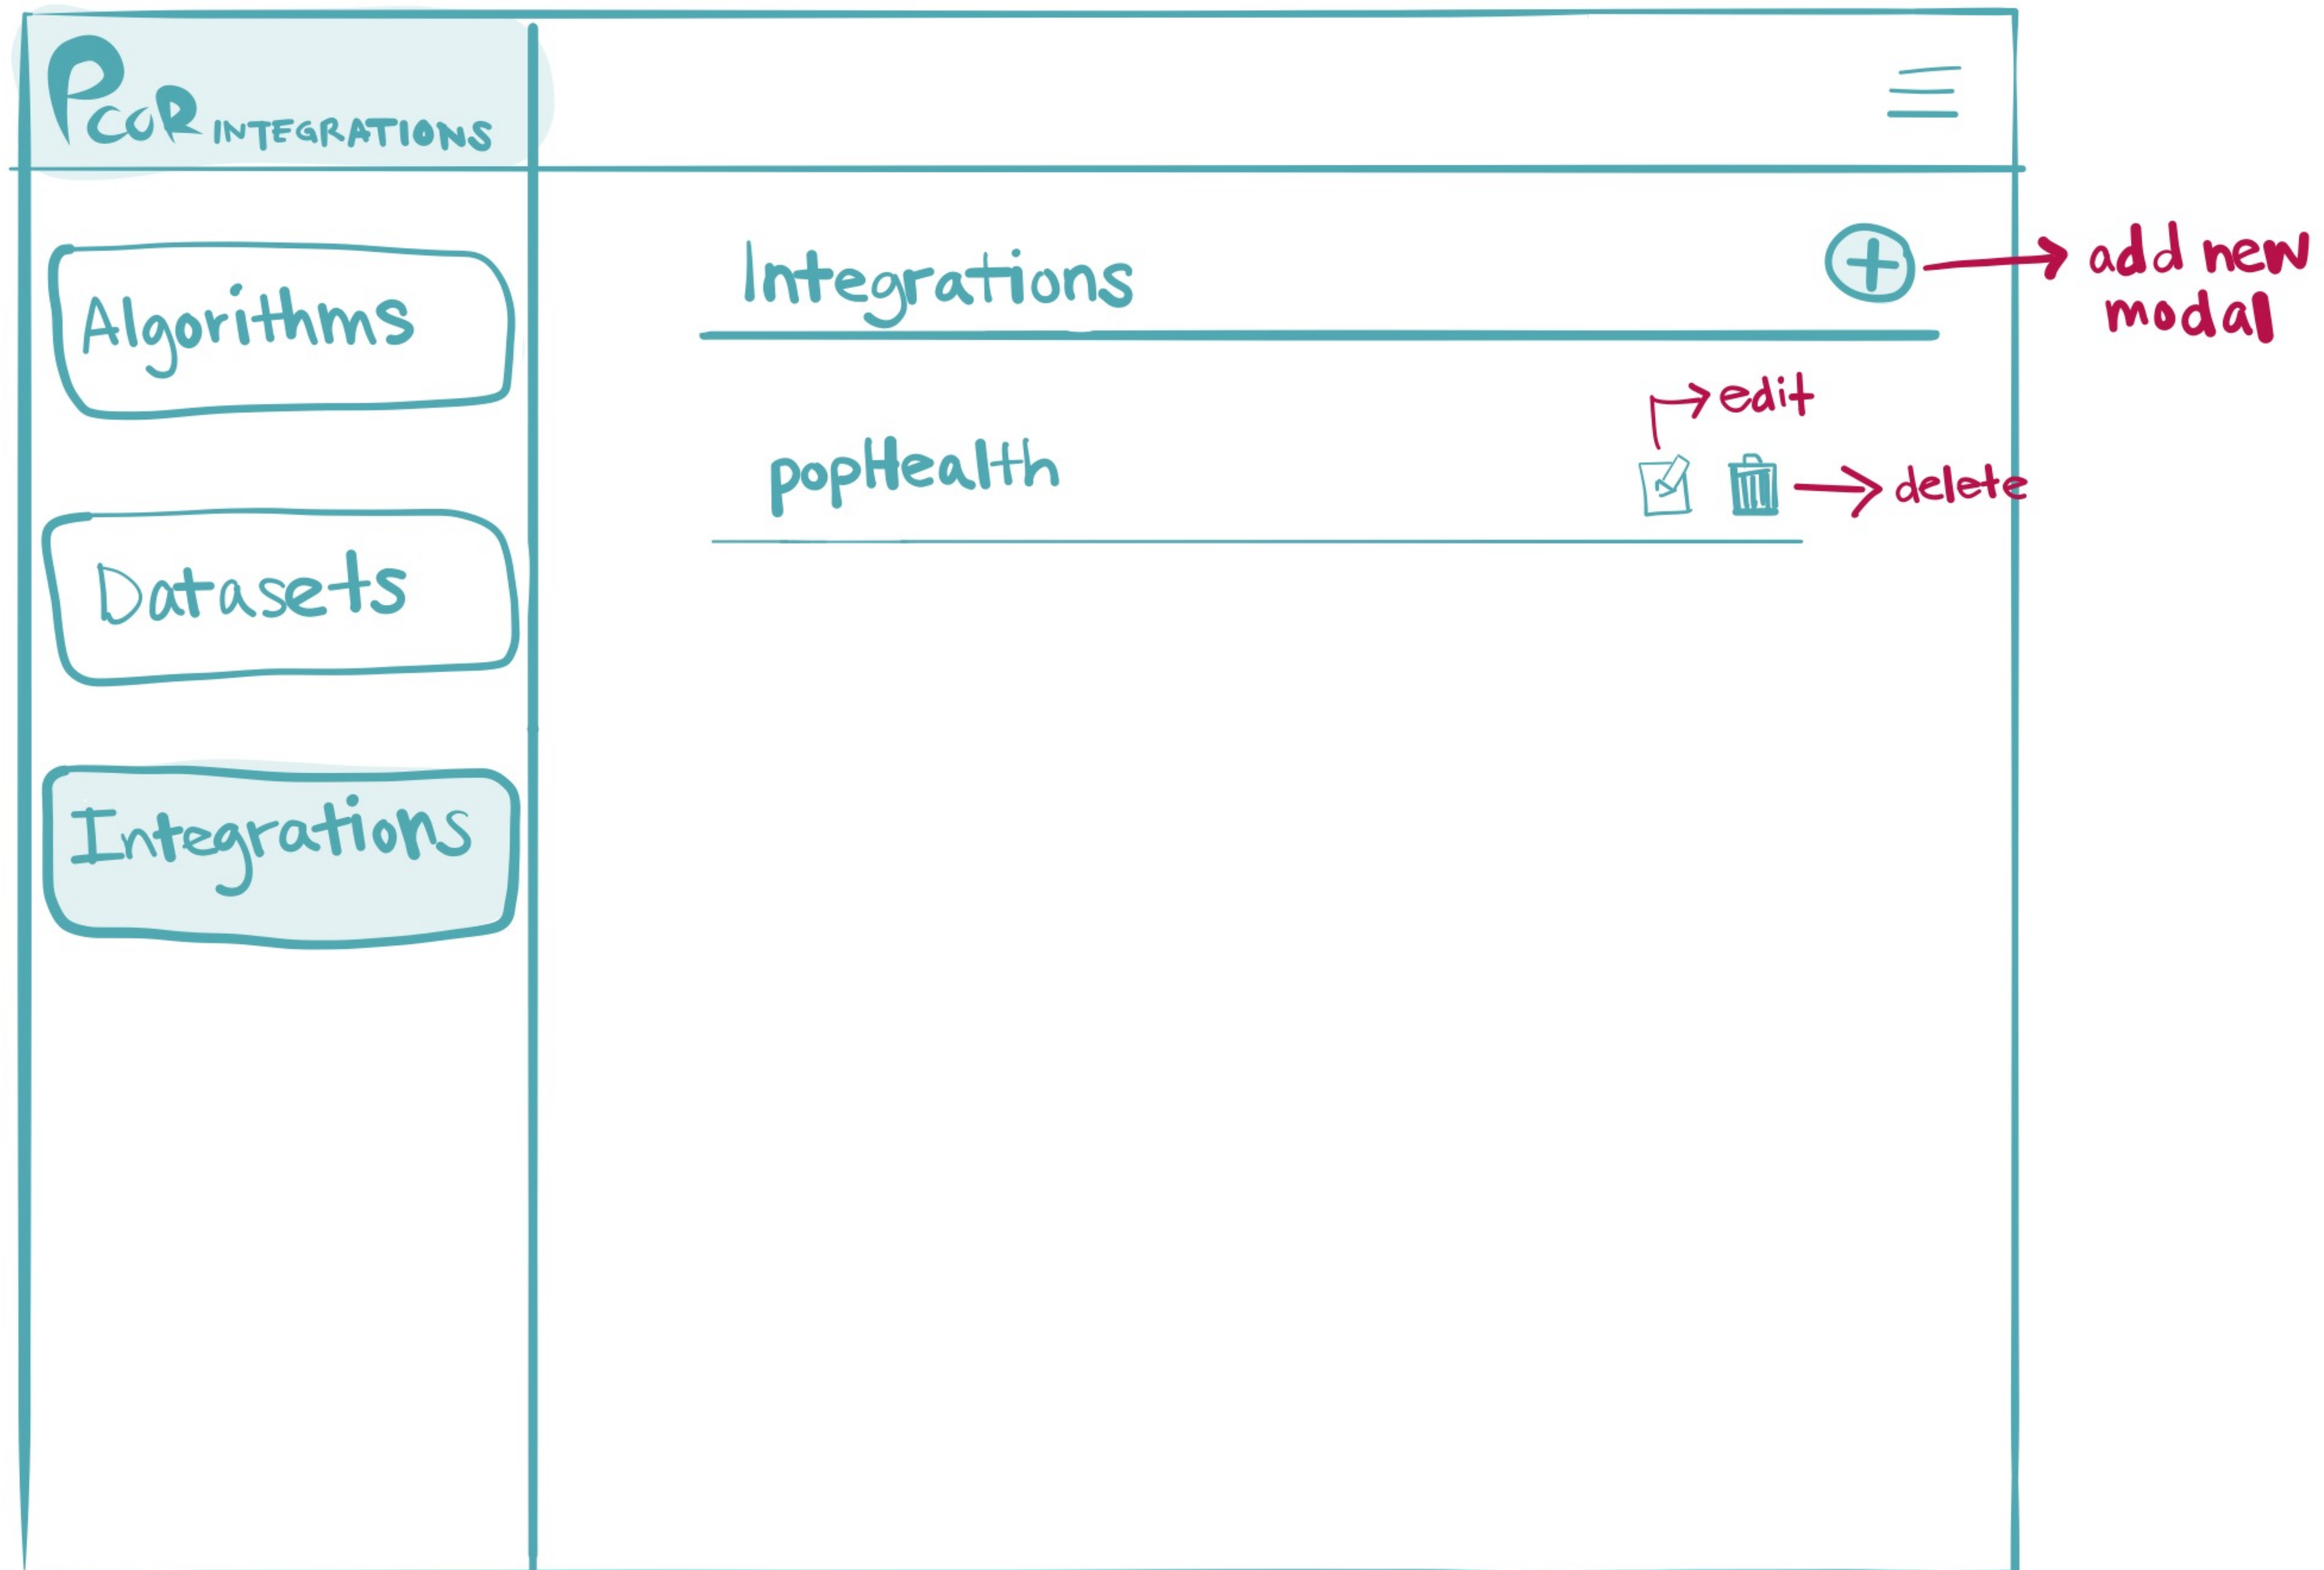 PCOR INTEGRATIONS
Algorithms
Datasets
Integrations
Integrations
add new
modal
edit
popHealth
delete